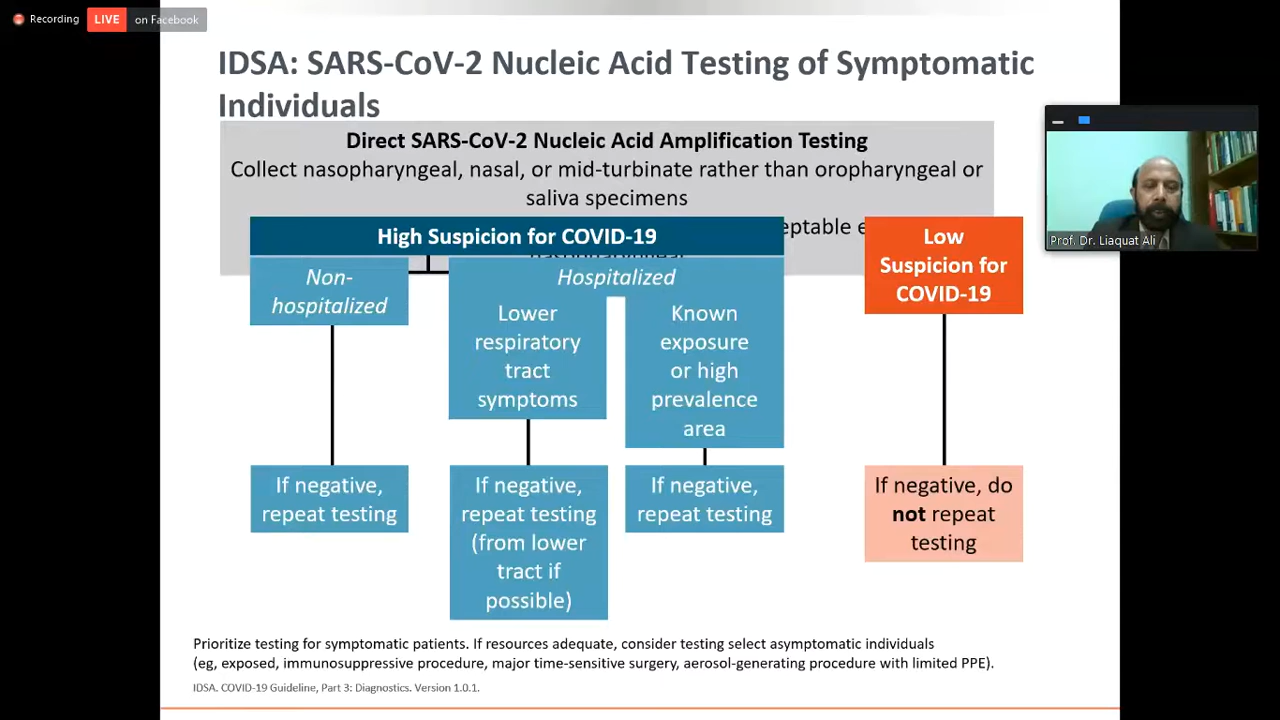 Recording
LIVE on Facebook
IDSA: SARS-CoV-2 Nucleic Acid Testing of Symptomatic
Individuals
Direct SARS-CoV-2 Nucleic Acid Amplification Testing
Collect nasopharyngeal, nasal, or mid-turbinate rather than oropharyngeal or
saliva specimens
High Suspicion for COVID-19
Non-
hospitalized
Hospitalized
Lower
respiratory
tract
symptoms
Known
exposure
or high
prevalence
area
If negative,
repeat testing
If negative,
repeat testing
(from lower
tract if
possible)
If negative,
repeat testing
Low
Suspicion for
COVID-19
If negative, do
not repeat
testing
Prof. Dr. Liaquat Ali
Prioritize testing for symptomatic patients. If resources adequate, consider testing select asymptomatic individuals
(eg, exposed, immunosuppressive procedure, major time-sensitive surgery, aerosol-generating procedure with limited PPE).
IDSA. COVID-19 Guideline, Part 3: Diagnostics. Version 1.0.1.